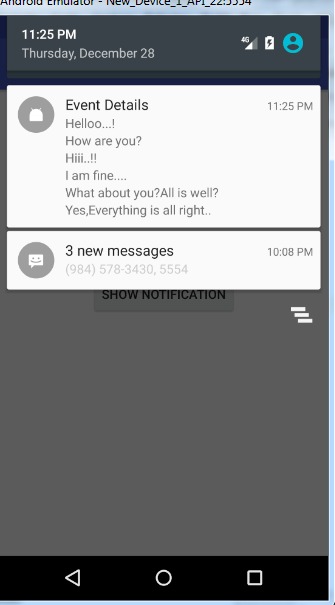 Android Emulator - New_Device_1_API_22:5554
11:25 PM
Thursday, December 28
4G
Event Details 11:25 PM
Helloo...!
How are you?
Hiii..!!
I am fine....
What about you?All is well?
Yes,Everything is all right..
3 new messages 10:08 PM
(984) 578-3430, 5554
SHOW NOTIFICATION